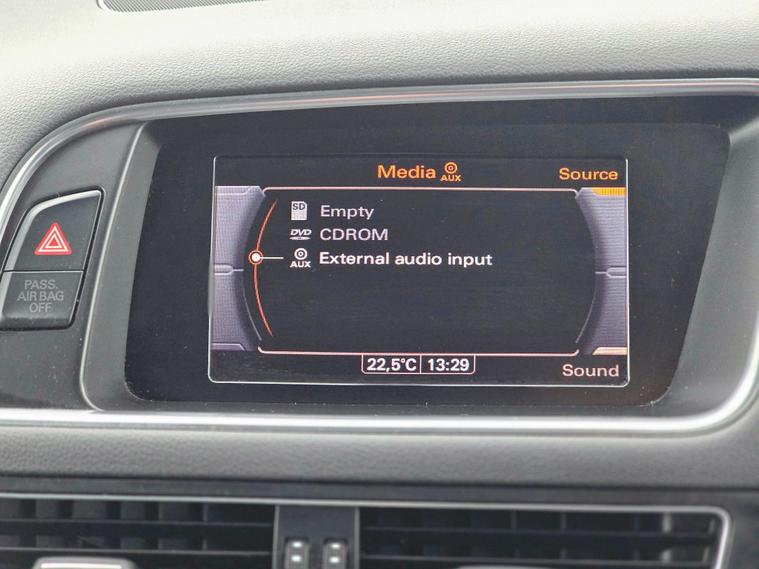 Media AUX
Source
SD Empty
DVD CDROM
AUX External audio input
PASS.
AIR BAG
OFF
22,5°C 13:29
Sound